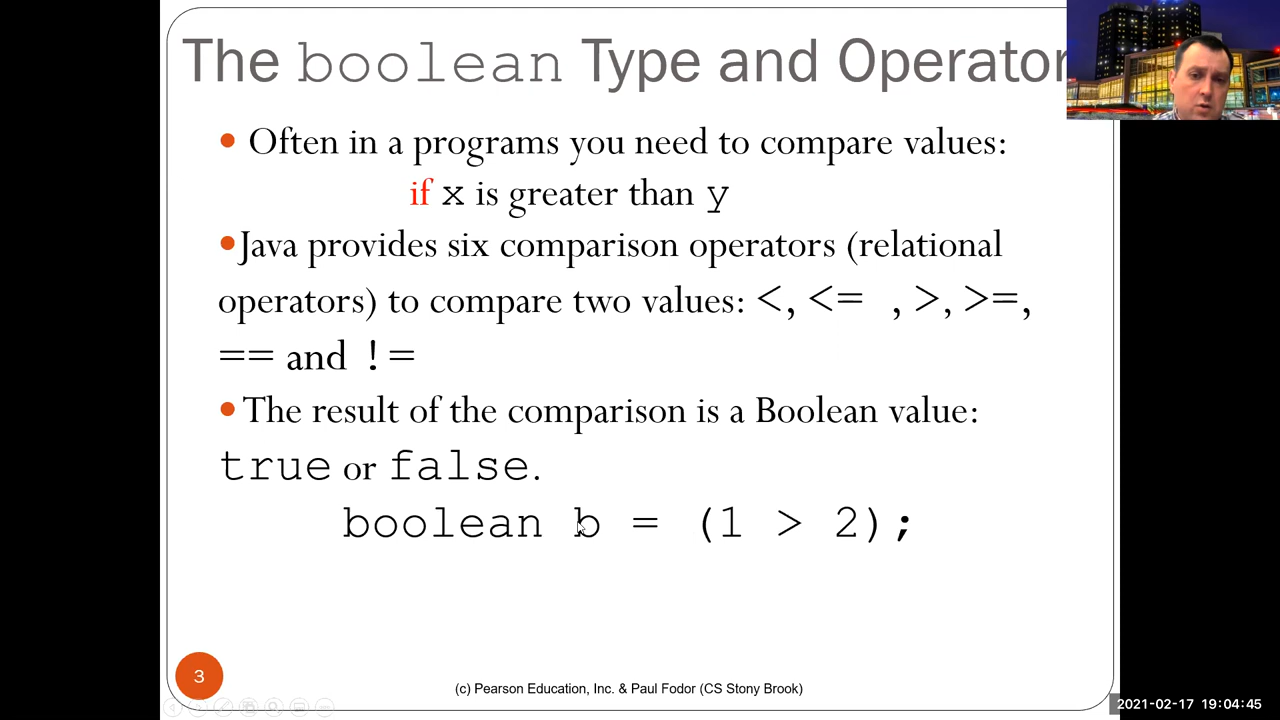 The boolean Type and Operator
• Often in a programs you need to compare values:
if x is greater than y
•Java provides six comparison operators (relational
operators) to compare two values: <, <= , >, >=,
== and !=
•The result of the comparison is a Boolean value:
true or false.
boolean b = (1 > 2);
3
(c) Pearson Education, Inc. & Paul Fodor (CS Stony Brook)
2021-02-17 19:04:45